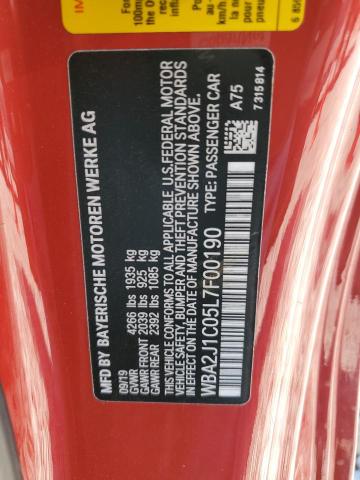 MFD BY BAYERISCHE MOTOREN WERKE AG
09/19
GVWR 4266 lbs 1935 kg
GAWR FRONT 2039 lbs 925 kg
GAWR REAR 2392 lbs 1085 kg
THIS VEHICLE CONFORMS TO ALL APPLICABLE U.S.FEDERAL MOTOR
VEHICLE SAFETY, BUMPER AND THEFT PREVENTION STANDARDS
IN EFFECT ON THE DATE OF MANUFACTURE SHOWN ABOVE.
WBA2J1C05L7F00190 TYPE: PASSENGER CAR
A75
7315814